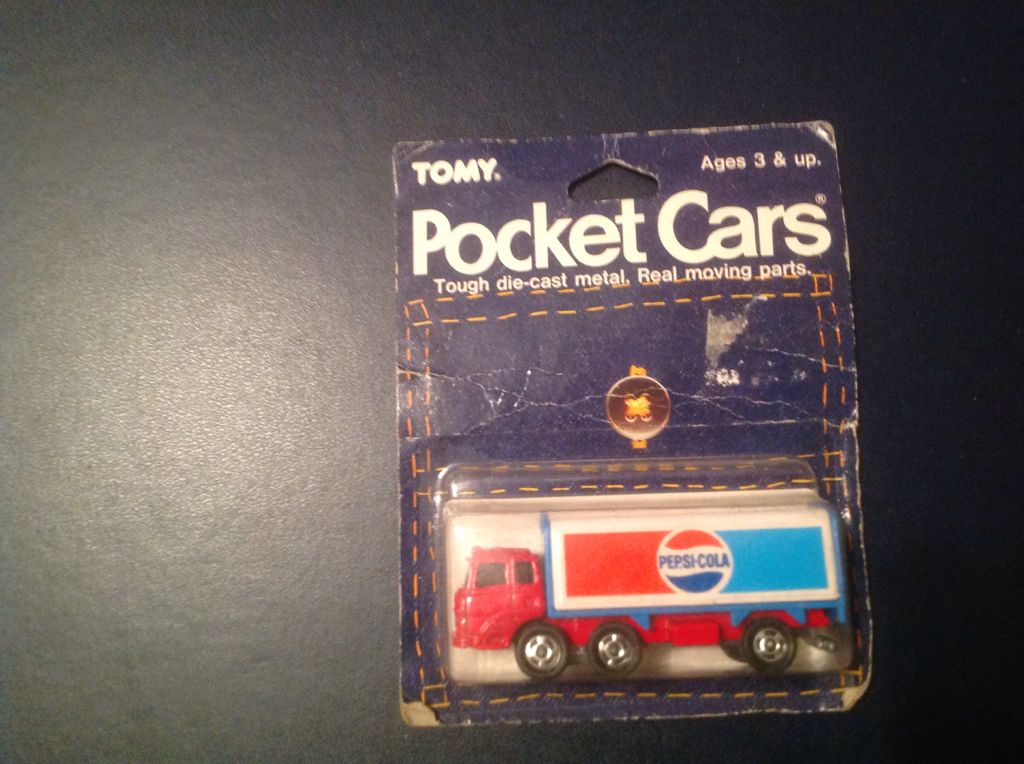 TOMY®
Ages 3 & up.
Pocket Cars®
Tough die-cast metal. Real moving parts.
PEPSI-COLA